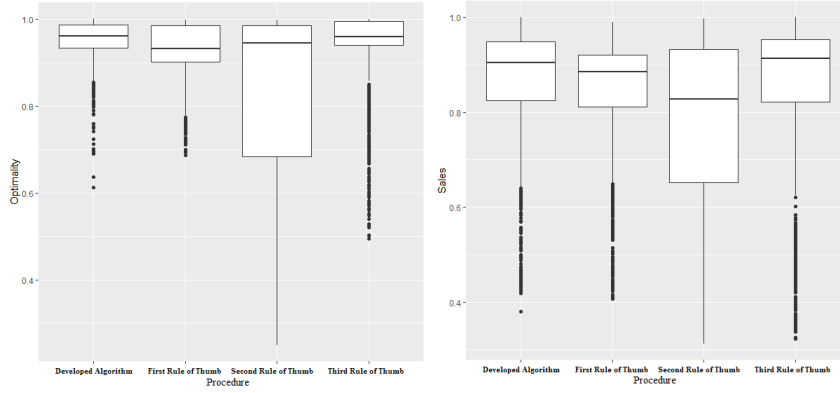 1.0
0.8
0.6
0.4
Optimality
Developed Algorithm
First Rule of Thumb
Second Rule of Thumb
Third Rule of Thumb
Procedure
1.0
0.8
0.6
0.4
Sales
Developed Algorithm
First Rule of Thumb
Second Rule of Thumb
Third Rule of Thumb
Procedure